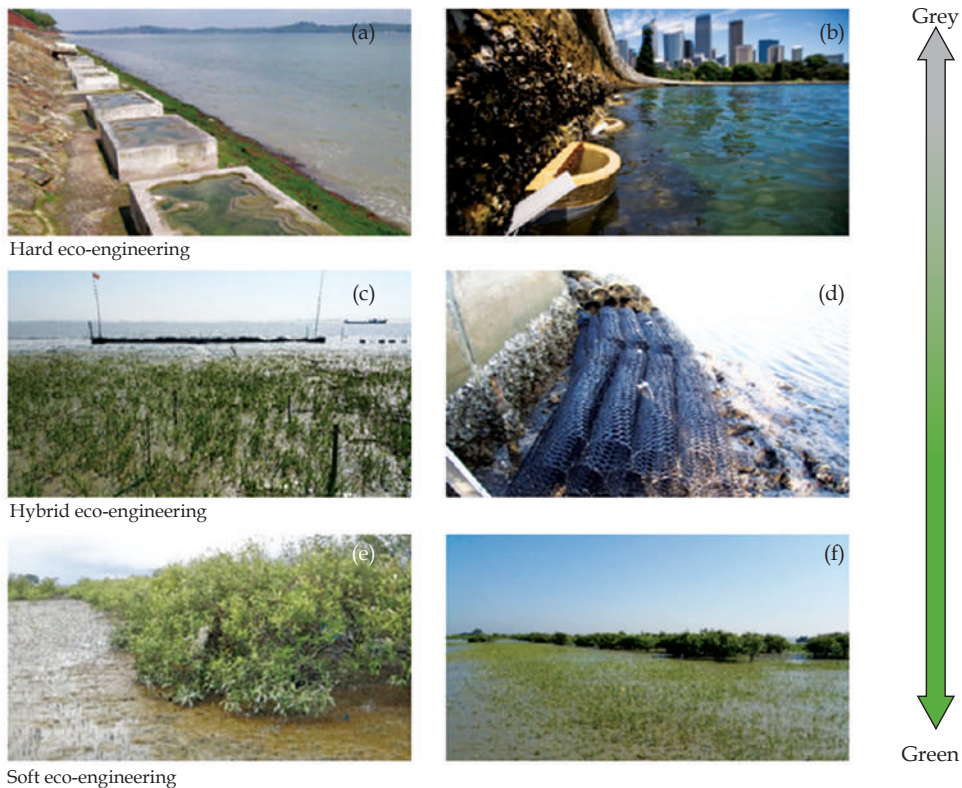 (a)
(b)
Grey
Hard eco-engineering
(c)
(d)
Hybrid eco-engineering
(e)
(f)
Green
Soft eco-engineering